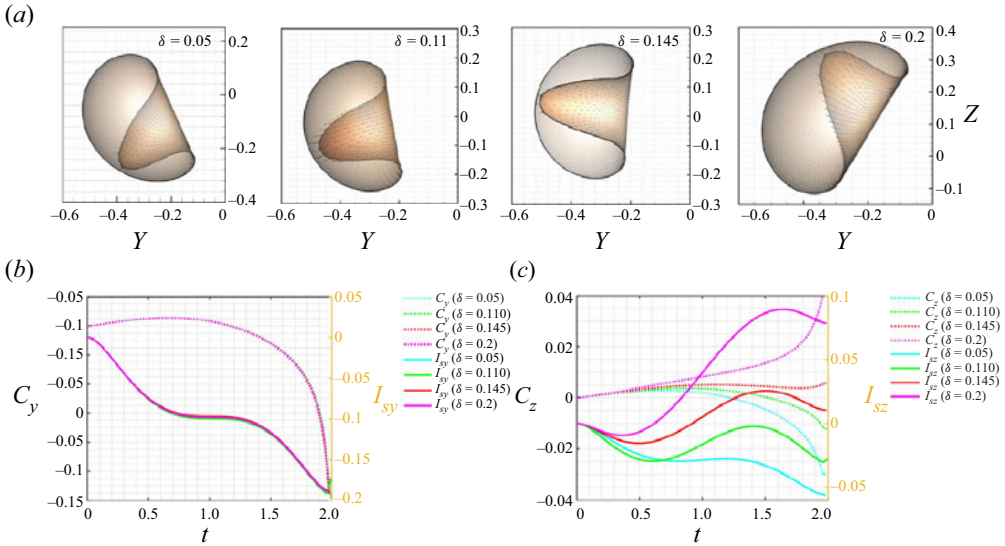 (a)
δ = 0.05
δ = 0.11
δ = 0.145
δ = 0.2
0.2
0
–0.2
–0.4
0.3
0.2
0.1
0
–0.1
–0.2
–0.3
0.3
0.2
0.1
0
–0.1
–0.2
–0.3
0.4
0.3
0.2
0.1
0
–0.1
Z
–0.6 –0.4 –0.2 0
–0.6 –0.4 –0.2 0
–0.6 –0.4 –0.2 0
–0.6 –0.4 –0.2 0
Y
Y
Y
Y
(b)
–0.05
–0.1
–0.15
–0.05
0
–0.05
–0.1
–0.15
C_y
0.05
0
–0.05
–0.1
–0.15
–0.2
I_sy
0 0.5 1.0 1.5 2.0
t
C_y (δ = 0.05)
C_y (δ = 0.110)
C_y (δ = 0.145)
C_y (δ = 0.2)
I_sy (δ = 0.05)
I_sy (δ = 0.110)
I_sy (δ = 0.145)
I_sy (δ = 0.2)
(c)
0.04
0.02
0
–0.02
–0.04
C_z
0.1
0.05
0
–0.05
I_sz
0 0.5 1.0 1.5 2.0
t
C_z (δ = 0.05)
C_z (δ = 0.110)
C_z (δ = 0.145)
C_z (δ = 0.2)
I_sz (δ = 0.05)
I_sz (δ = 0.110)
I_sz (δ = 0.145)
I_sz (δ = 0.2)